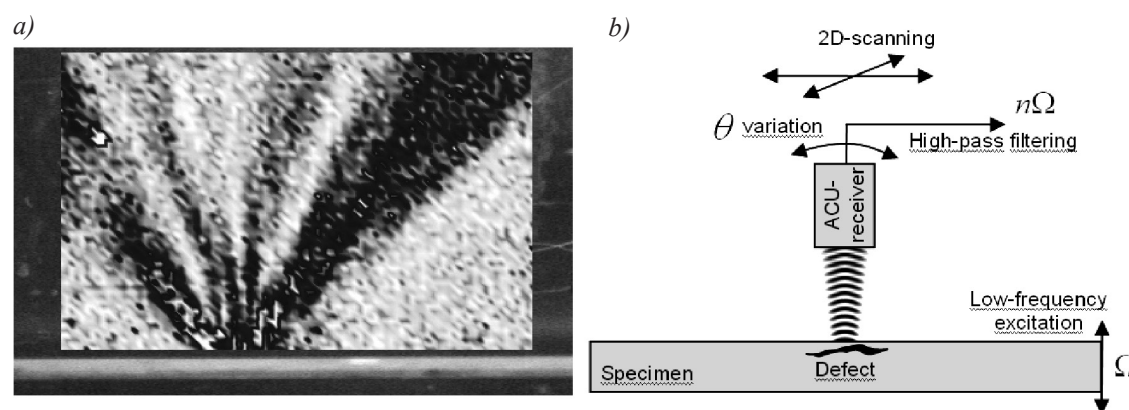 a)
b)
2D-scanning
nΩ
θ variation
High-pass filtering
ACU-
receiver
Low-frequency
excitation
Specimen
Defect
Ω